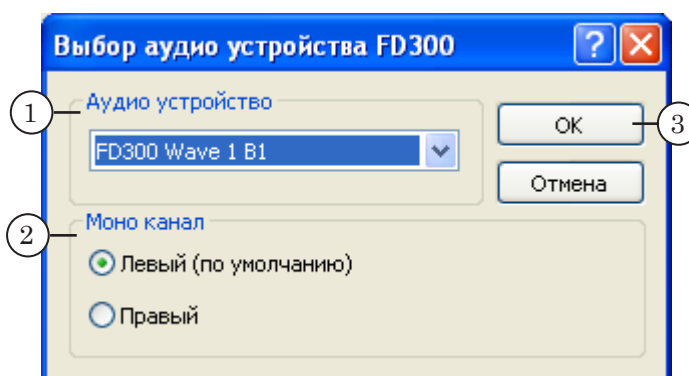 Выбор аудио устройства FD300
?
1
Аудио устройство
FD300 Wave 1 B1
OK
3
Отмена
2
Моно канал
Левый (по умолчанию)
Правый